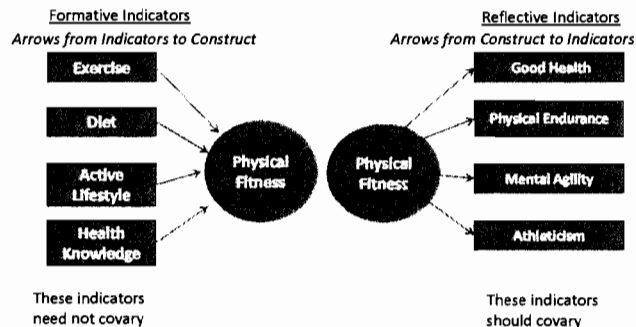 Formative Indicators
Arrows from Indicators to Construct
Exercise
Diet
Active
Lifestyle
Health
Knowledge
Physical
Fitness
These indicators
need not covary
Reflective Indicators
Arrows from Construct to Indicators
Physical
Fitness
Good Health
Physical Endurance
Mental Agility
Athleticism
These indicators
should covary